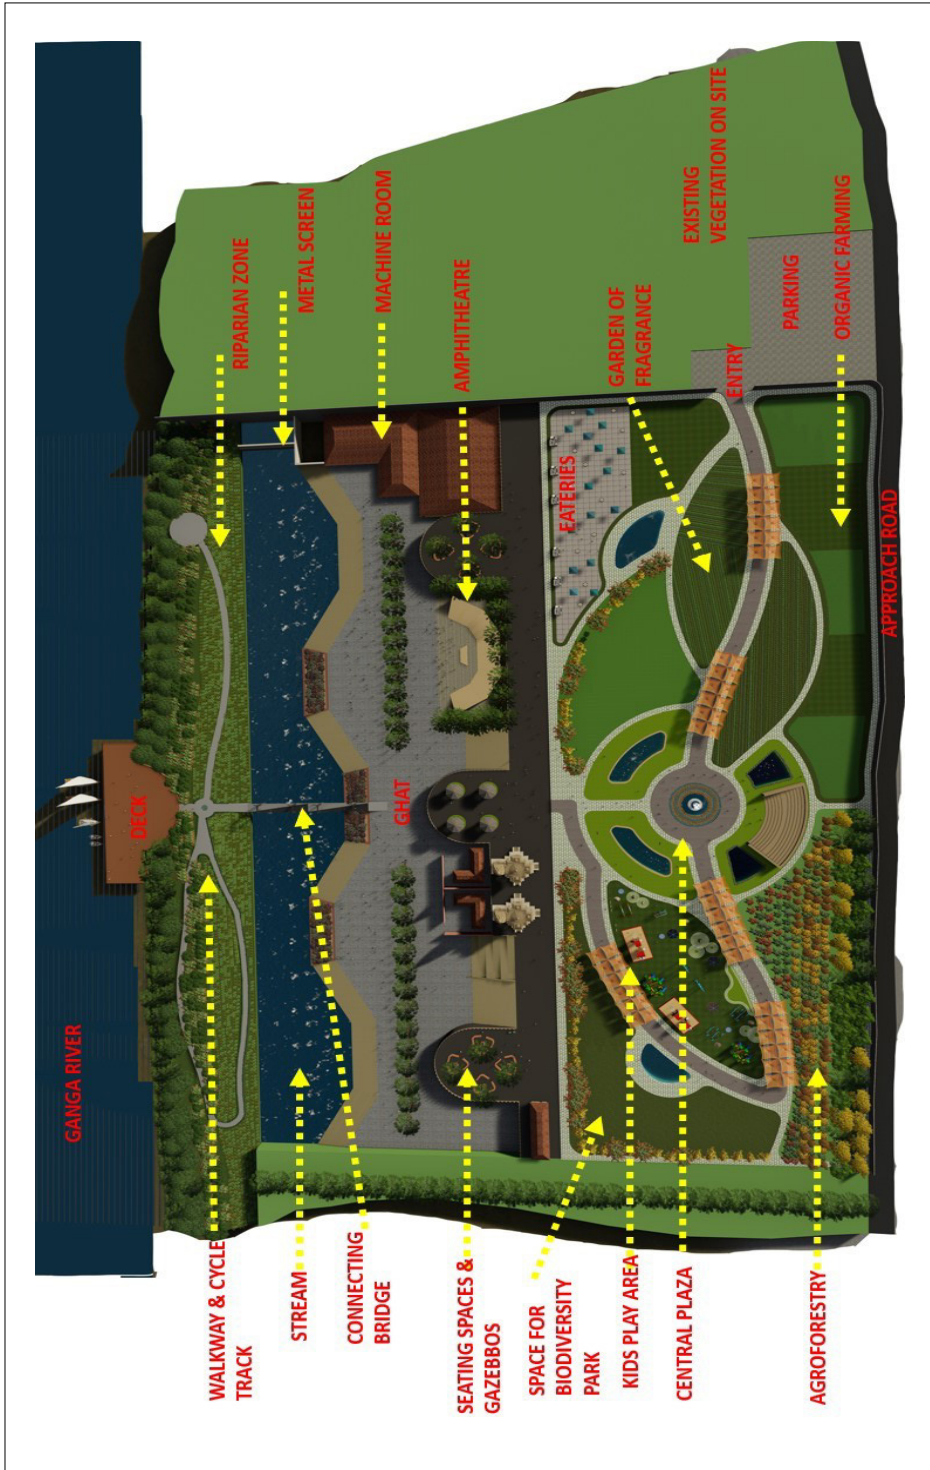 GANGA RIVER
DECK
WALKWAY & CYCLE
TRACK
RIPARIAN ZONE
STREAM
METAL SCREEN
CONNECTING
BRIDGE
MACHINE ROOM
GHAT
AMPHITHEATRE
SEATING SPACES &
GAZEBBOS
SPACE FOR
BIODIVERSITY
PARK
EATERIES
GARDEN OF
FRAGRANCE
KIDS PLAY AREA
CENTRAL PLAZA
EXISTING
VEGETATION ON SITE
ENTRY
PARKING
AGROFORESTRY
ORGANIC FARMING
APPROACH ROAD